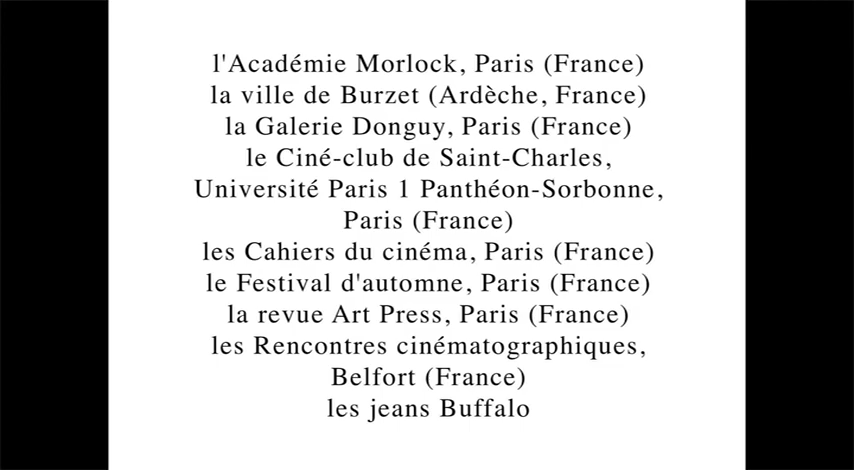 l'Académie Morlock, Paris (France)
la ville de Burzet (Ardèche, France)
la Galerie Donguy, Paris (France)
le Ciné-club de Saint-Charles,
Université Paris 1 Panthéon-Sorbonne,
Paris (France)
les Cahiers du cinéma, Paris (France)
le Festival d'automne, Paris (France)
la revue Art Press, Paris (France)
les Rencontres cinématographiques,
Belfort (France)
les jeans Buffalo